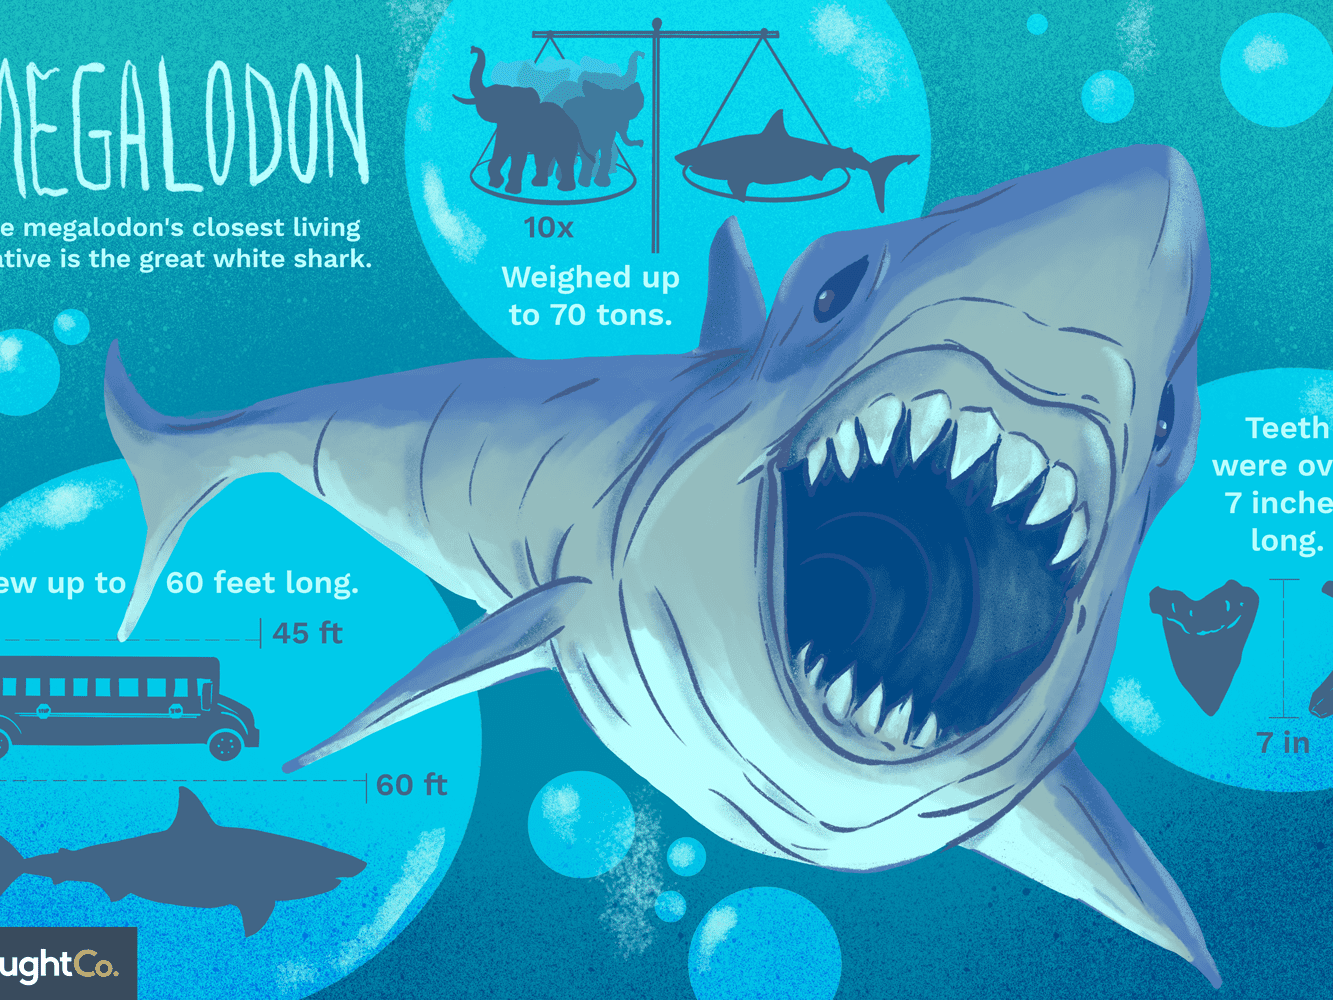 MEGALODON
e megalodon's closest living
ative is the great white shark.
10x
Weighed up
to 70 tons.
Teeth
were ov
7 inche
long.
7 in
ew up to 60 feet long.
45 ft
60 ft
ughtCo.